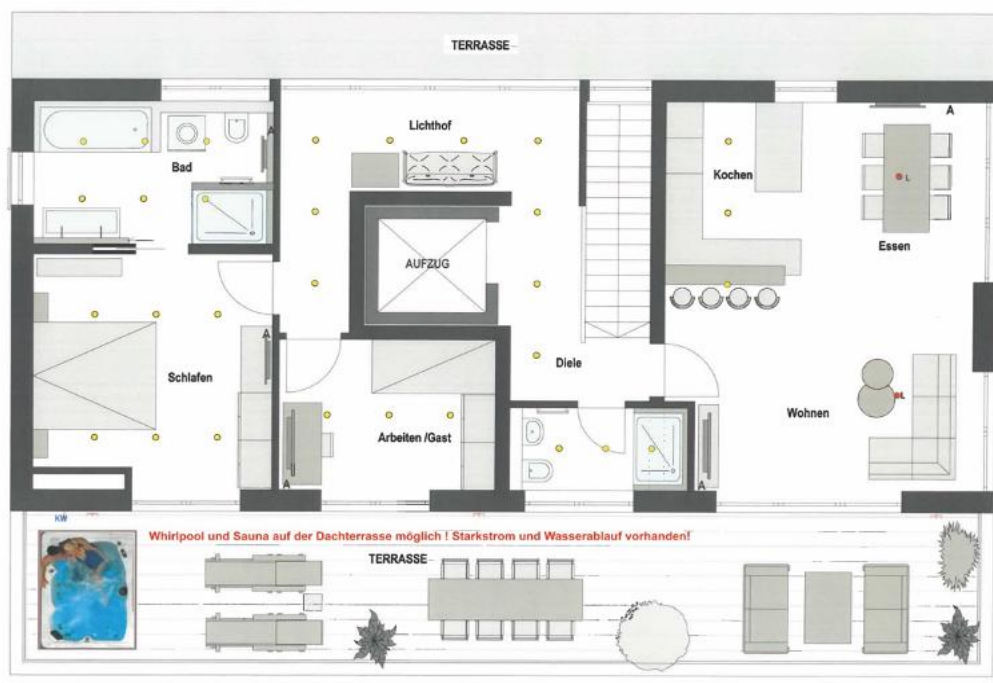 TERRASSE
Lichthof
A
A
Bad
Kochen
L
Essen
AUFZUG
A
Diele
Schlafen
L
Wohnen
Arbeiten /Gast
A
A
KW
Whirlpool und Sauna auf der Dachterrasse möglich ! Starkstrom und Wasserablauf vorhanden!
TERRASSE